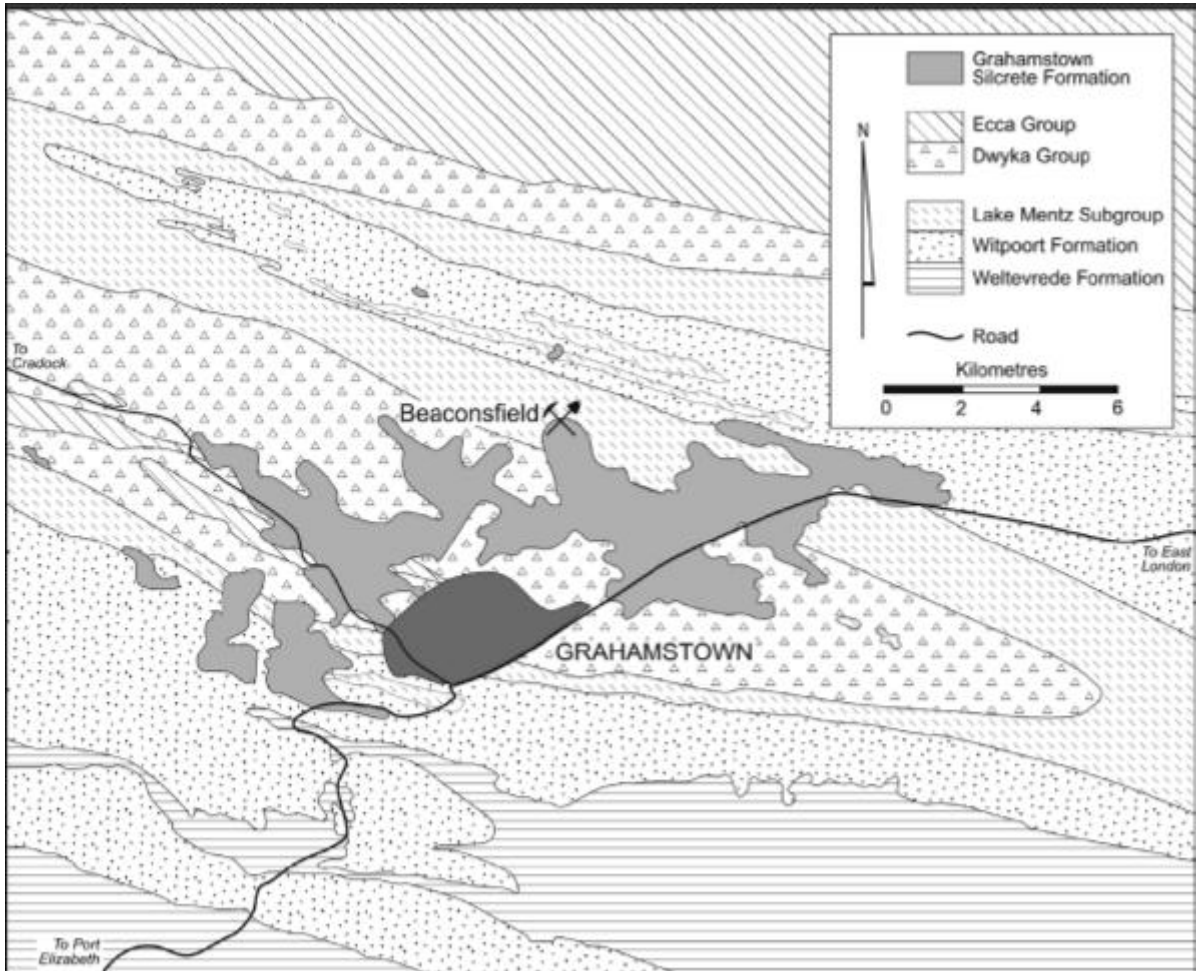 Grahamstown
Silcrete Formation
Ecca Group
Dwyka Group
N
Lake Mentz Subgroup
Witpoort Formation
Weltevrede Formation
Road
Kilometres
0 2 4 6
To
Cradock
Beaconsfield
To East
London
GRAHAMSTOWN
To Port
Elizabeth